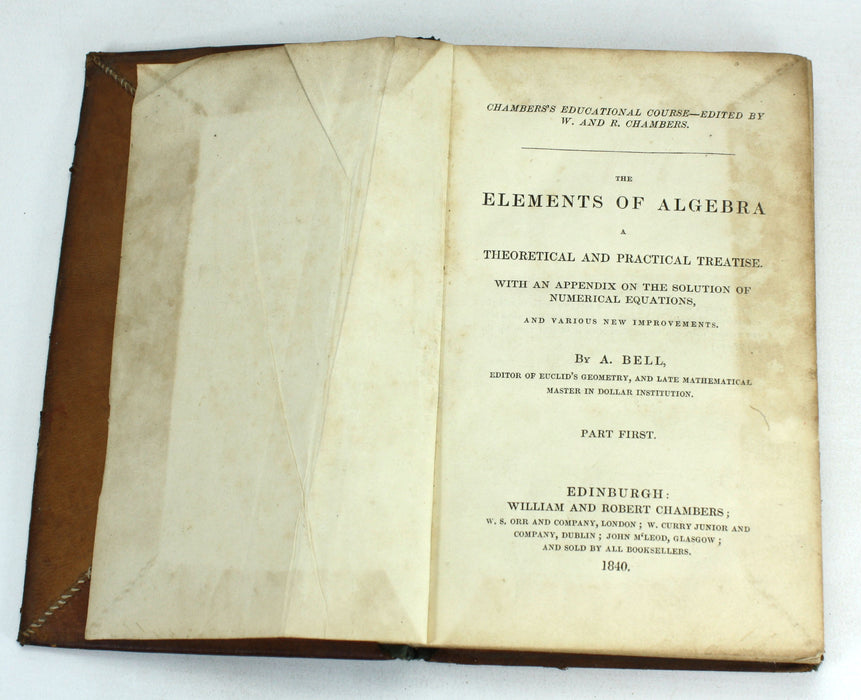 CHAMBERS'S EDUCATIONAL COURSE—EDITED BY
W. AND R. CHAMBERS.
THE
ELEMENTS OF ALGEBRA
A
THEORETICAL AND PRACTICAL TREATISE.
WITH AN APPENDIX ON THE SOLUTION OF
NUMERICAL EQUATIONS,
AND VARIOUS NEW IMPROVEMENTS.
By A. BELL,
EDITOR OF EUCLID'S GEOMETRY, AND LATE MATHEMATICAL
MASTER IN DOLLAR INSTITUTION.
PART FIRST.
EDINBURGH:
WILLIAM AND ROBERT CHAMBERS;
W. S. ORR AND COMPANY, LONDON; W. CURRY JUNIOR AND
COMPANY, DUBLIN; JOHN McLEOD, GLASGOW;
AND SOLD BY ALL BOOKSELLERS.
1840.